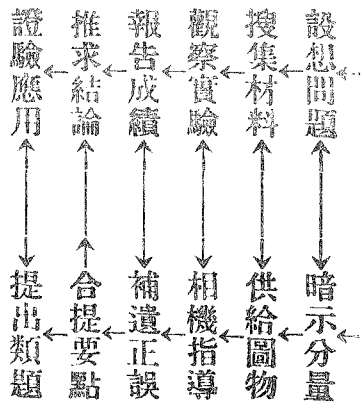 設想問題
搜集材料
觀察實驗
報告成績
推求結論
證驗應用
暗示分量
供給圖物
相機指導
補遺正誤
合提要點
提出類題